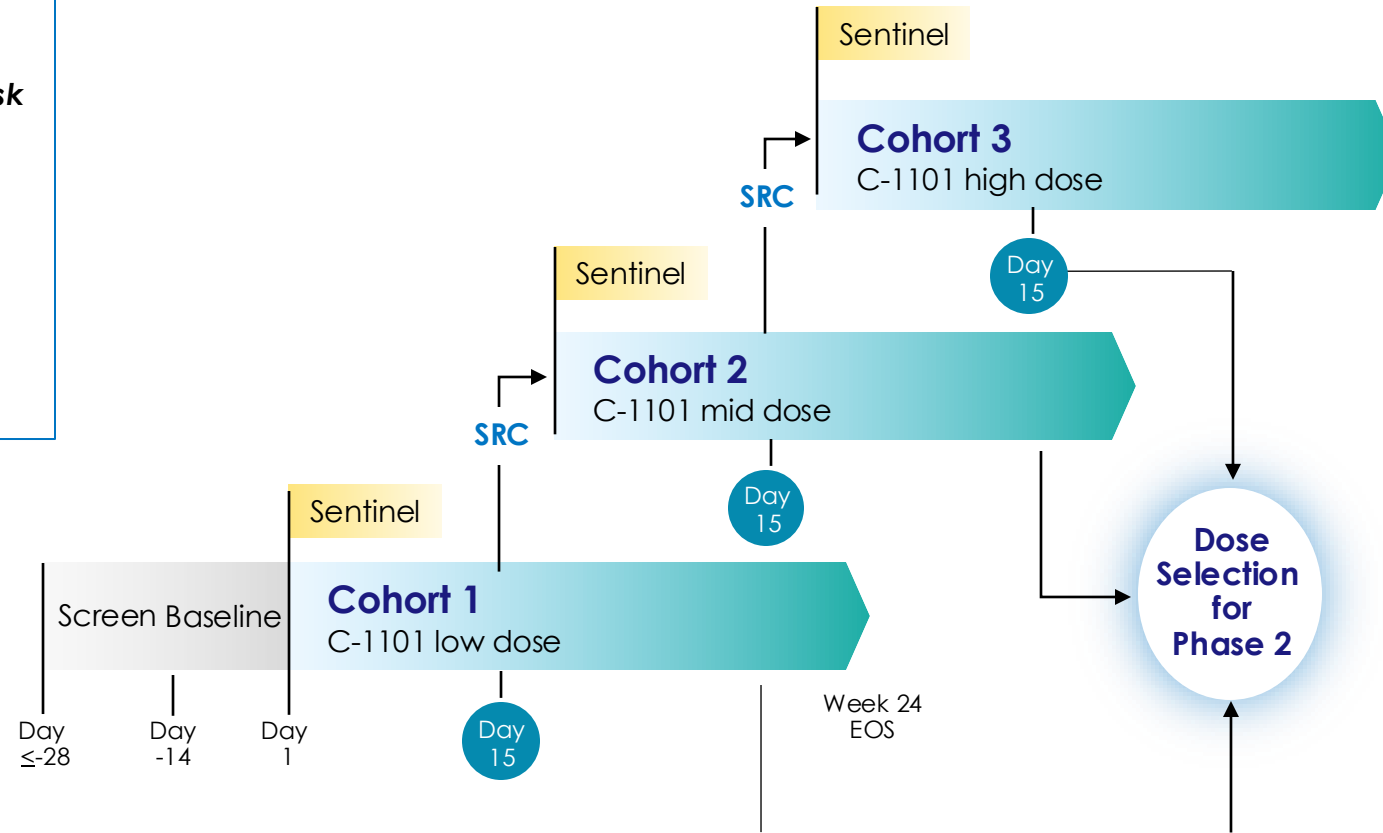 sk
Sentinel
Cohort 3
C-1101 high dose
SRC
Day
15
Sentinel
Cohort 2
C-1101 mid dose
SRC
Day
15
Dose
Selection
for
Phase 2
Sentinel
Screen Baseline
Cohort 1
C-1101 low dose
Day
≤-28
Day
-14
Day
1
Day
15
Week 24
EOS